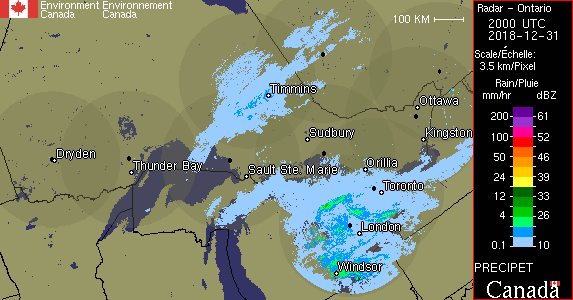 Environment Environnement
Canada Canada
100 KM
Timmins
Ottawa
Sudbury
Kingston
Dryden
Thunder Bay
Sault Ste. Marie
Orillia
Toronto
London
Windsor
Radar - Ontario
2000 UTC
2018-12-31
Scale/Échelle:
3.5 km/Pixel
Rain/Pluie
mm/hr dBZ
200 61
100 52
50 46
24 39
12 33
4 26
0.1 10
PRECIPET
Canada